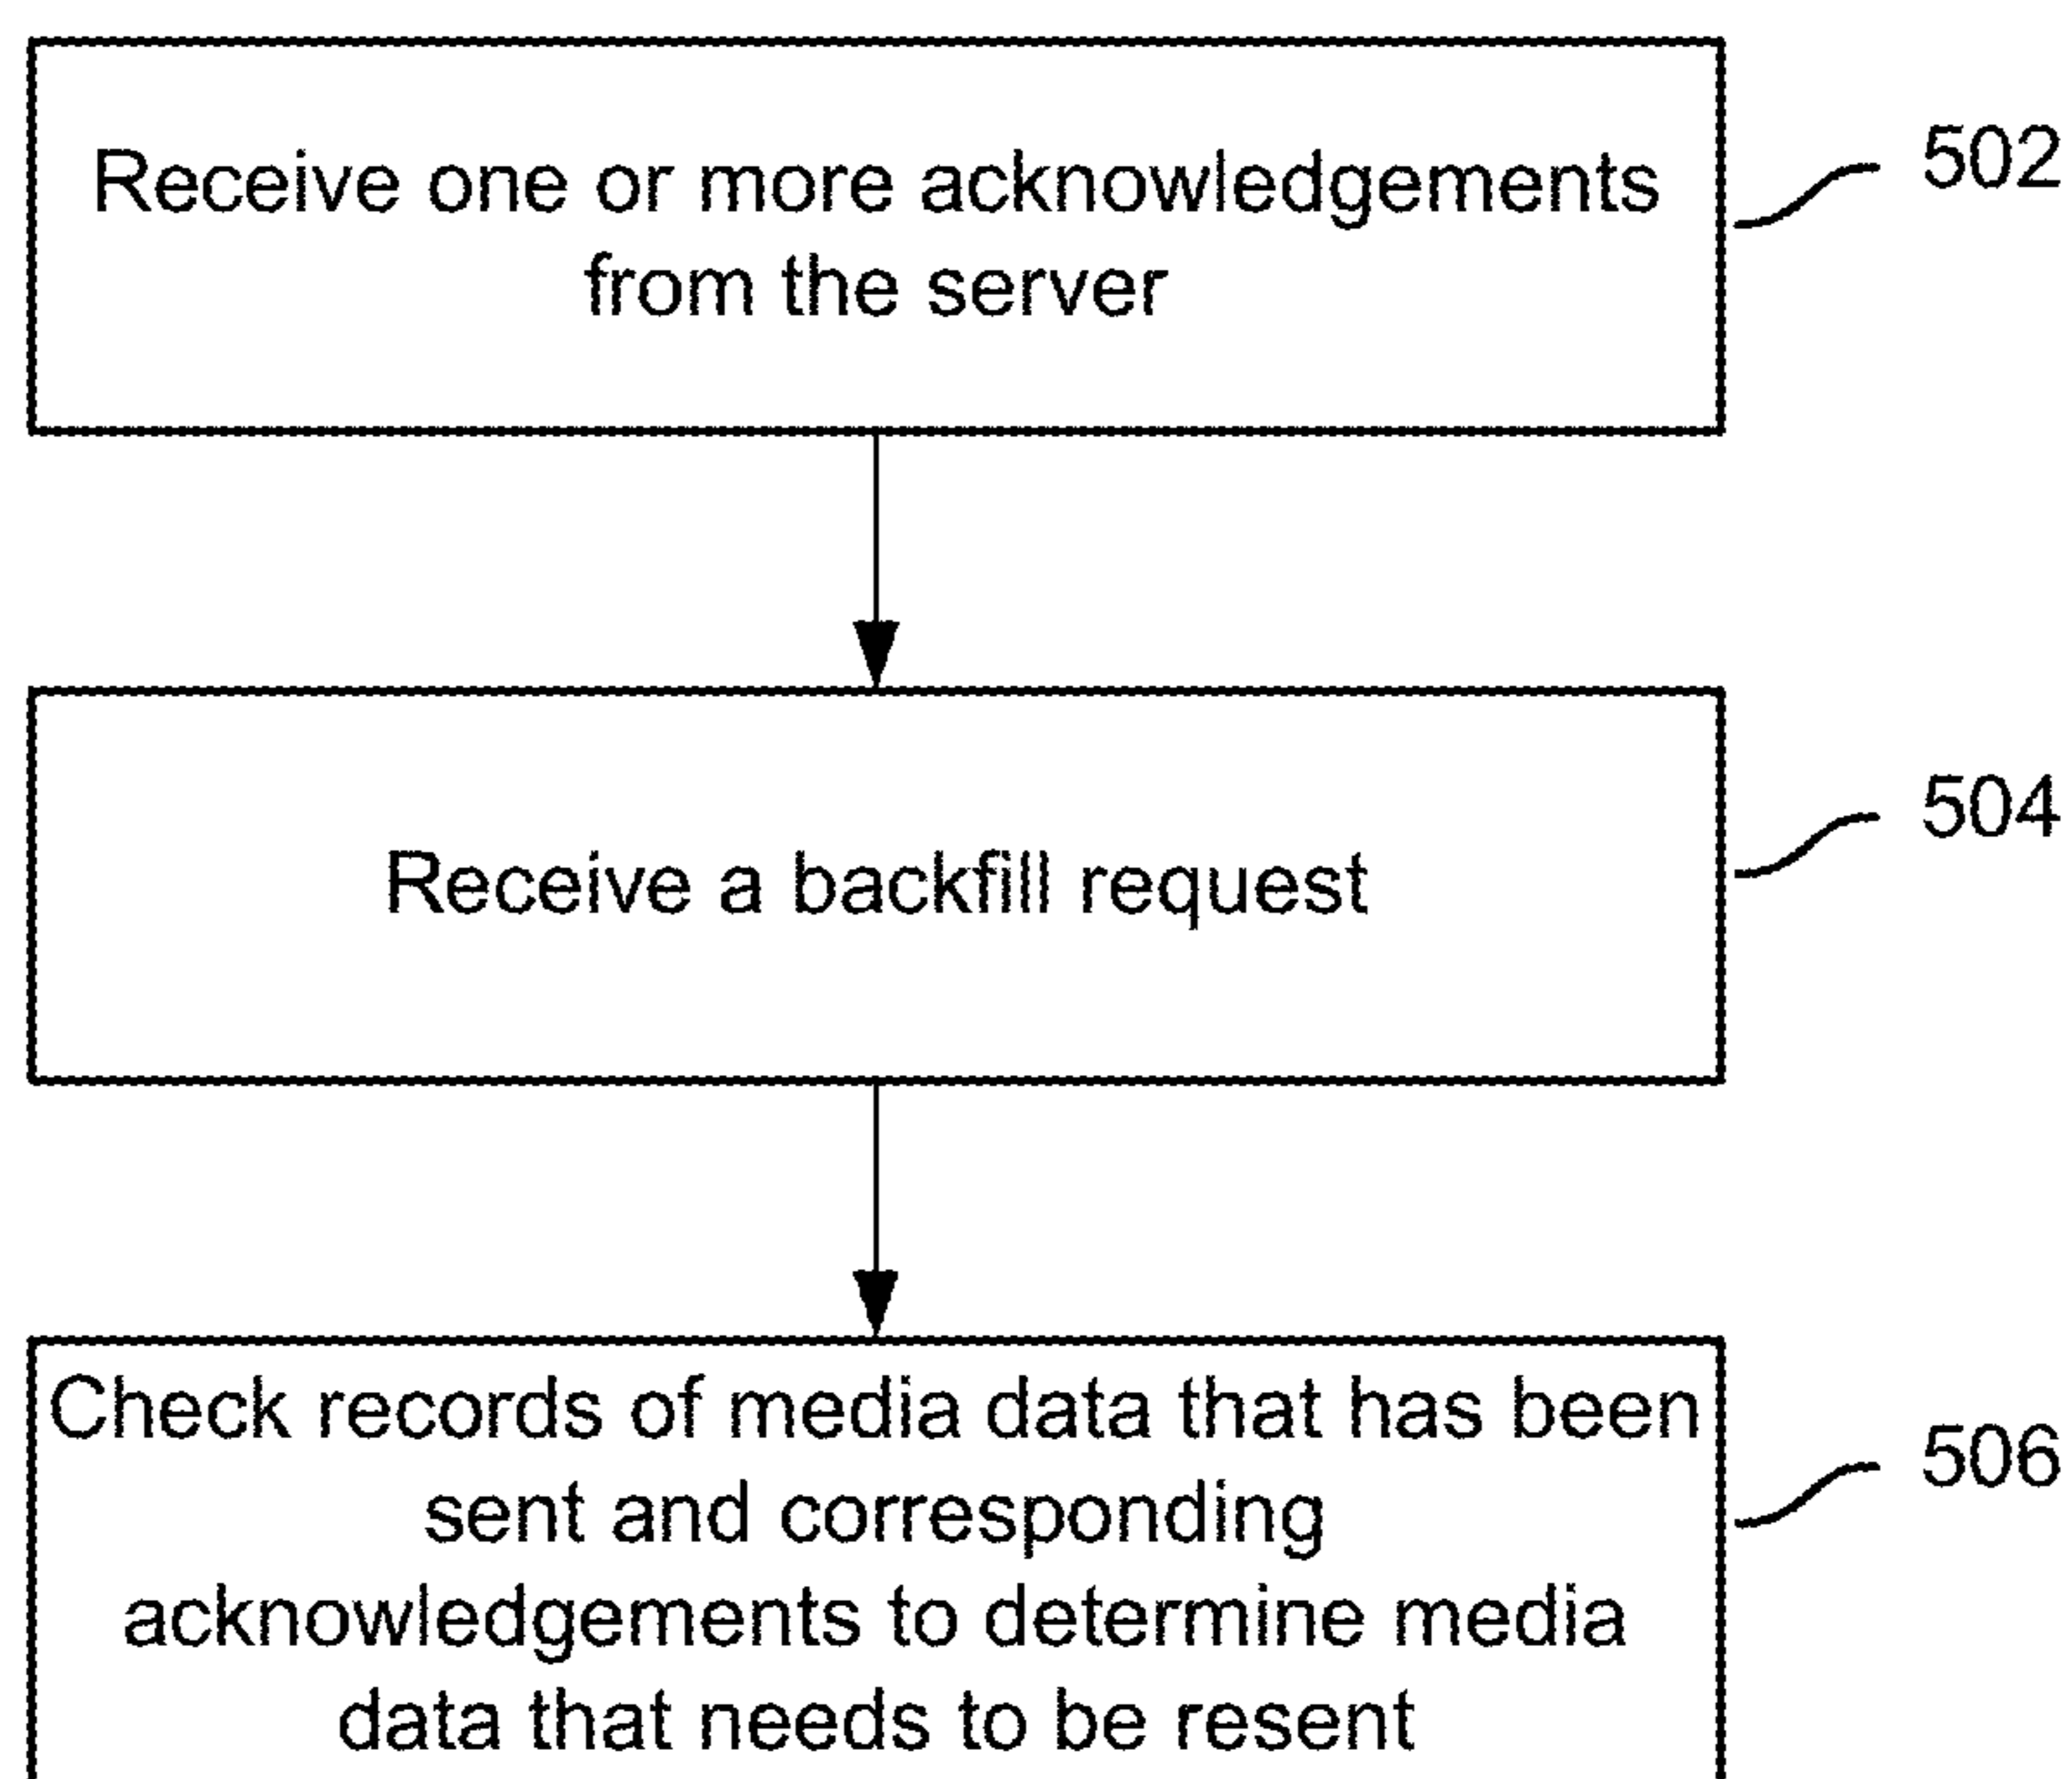 Receive one or more acknowledgements
from the server
502
Receive a backfill request
504
Check records of media data that has been
sent and corresponding
acknowledgements to determine media
data that needs to be resent
506